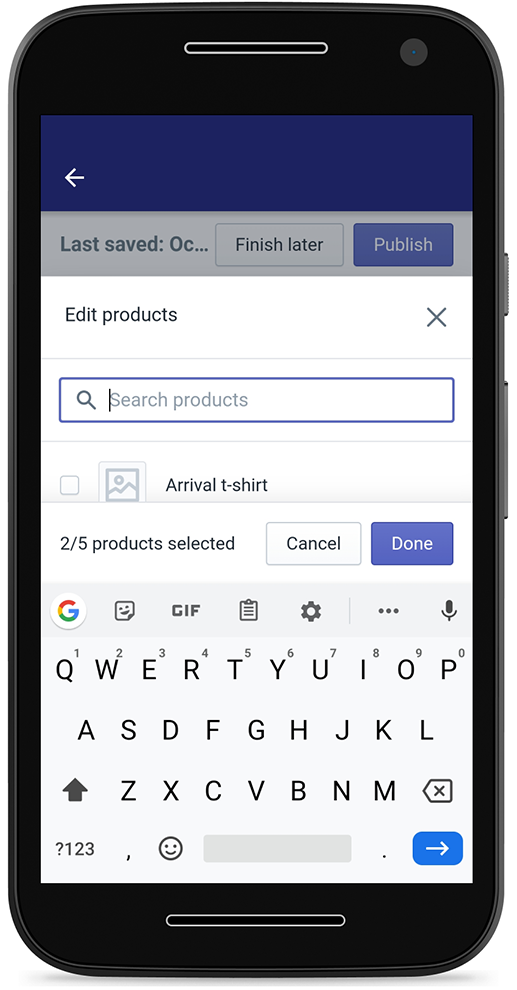 Last saved: Oc... Finish later Publish
Edit products
Search products
Arrival t-shirt
2/5 products selected Cancel Done
G GIF
1 2 3 4 5 6 7 8 9 0
Q W E R T Y U I O P
A S D F G H J K L
Z X C V B N M
?123 , .